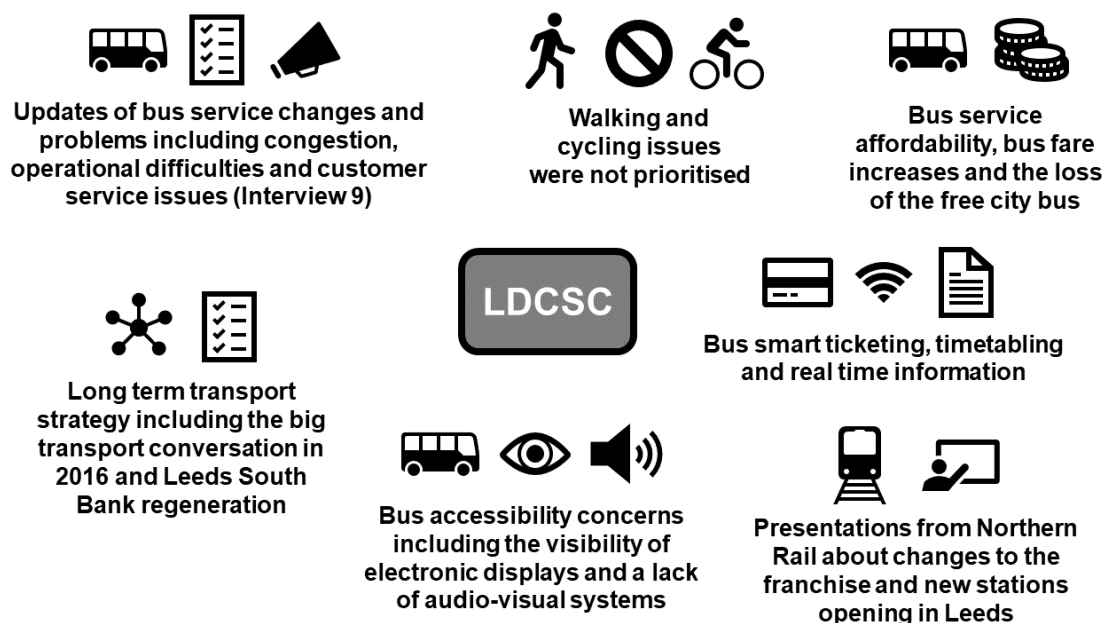 Updates of bus service changes and
problems including congestion,
operational difficulties and customer
service issues (Interview 9)
Walking and
cycling issues
were not prioritised
Bus service
affordability, bus fare
increases and the loss
of the free city bus
LDCSC
Bus smart ticketing, timetabling
and real time information
Long term transport
strategy including the big
transport conversation in
2016 and Leeds South
Bank regeneration
Bus accessibility concerns
including the visibility of
electronic displays and a lack
of audio-visual systems
Presentations from Northern
Rail about changes to the
franchise and new stations
opening in Leeds